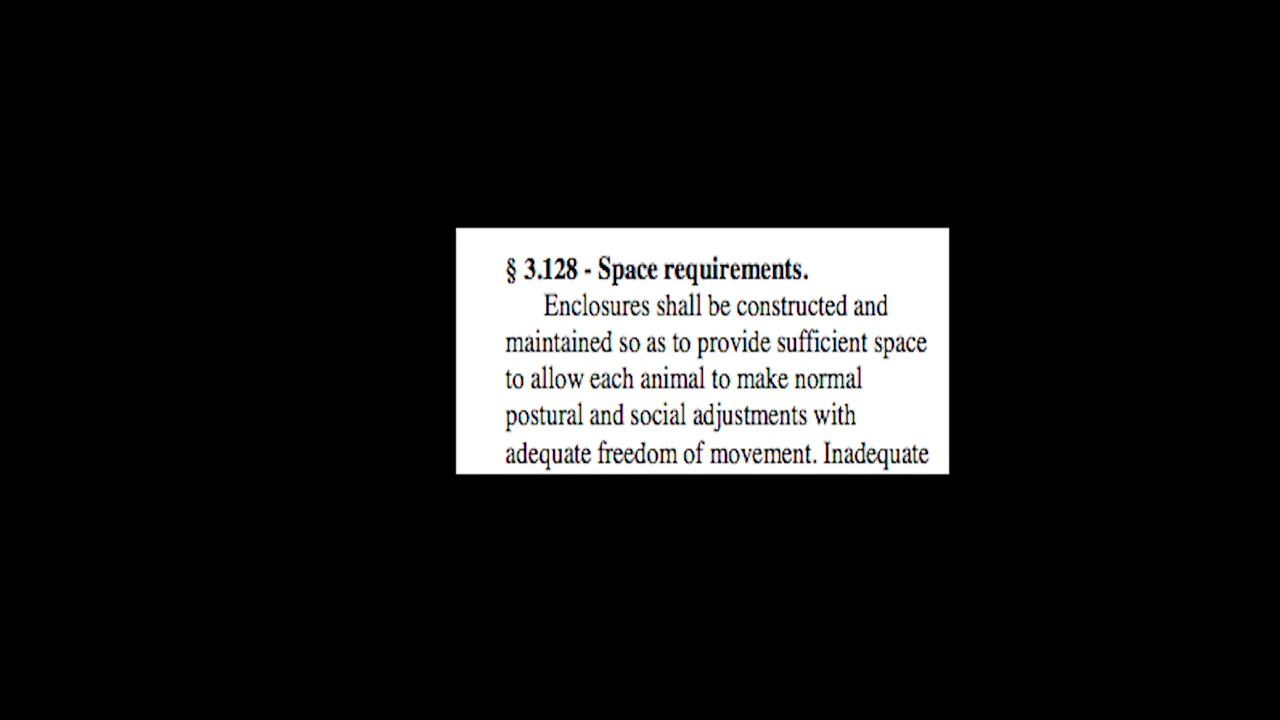 § 3.128 - Space requirements.
Enclosures shall be constructed and
maintained so as to provide sufficient space
to allow each animal to make normal
postural and social adjustments with
adequate freedom of movement. Inadequate